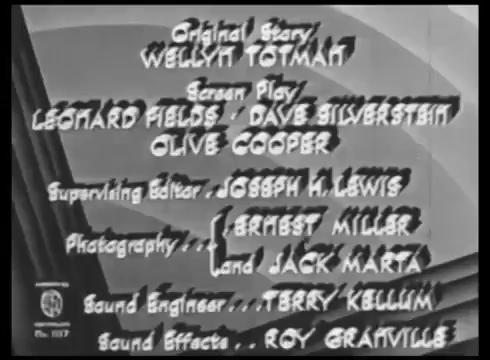 Original Story
WELLYN TOTMAN
Screen Play
LEONARD FIELDS - DAVE SILVERSTEIN
OLIVE COOPER
Supervising Editor . JOSEPH H. LEWIS
Photography ... ERNEST MILLER
and JACK MARTA
Sound Engineer ... TERRY KELLUM
Sound Effects .. ROY GRANVILLE